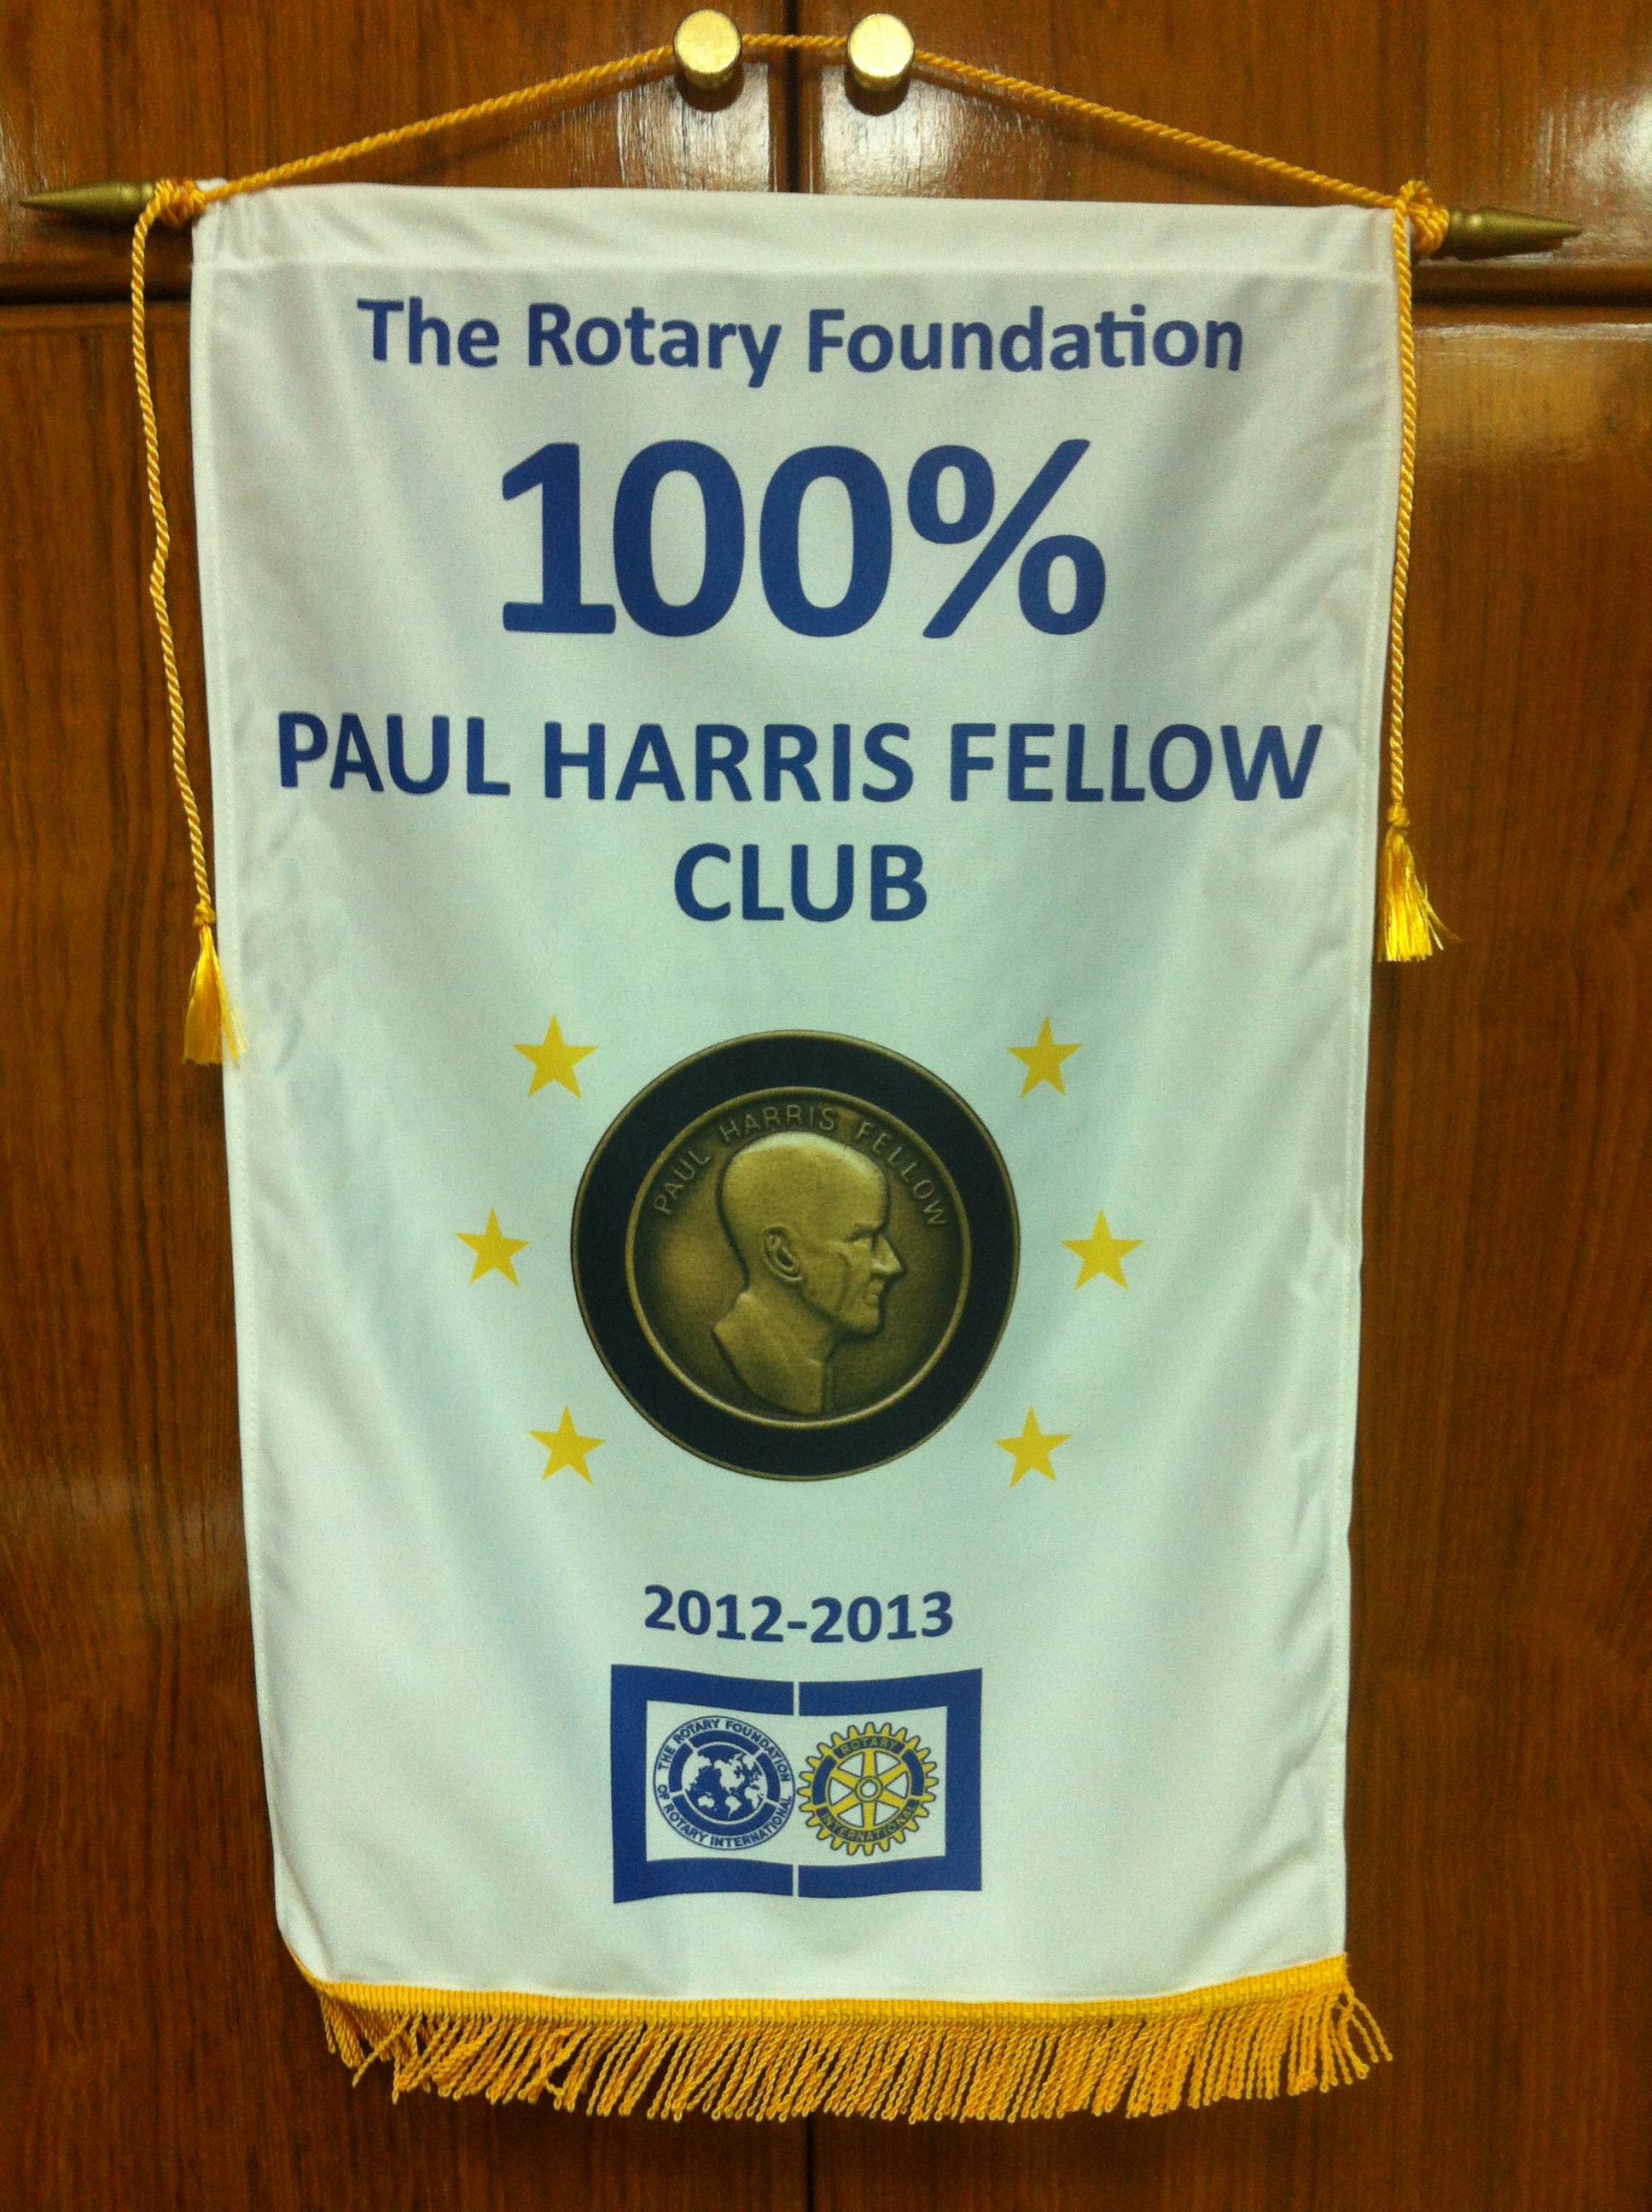 The Rotary Foundation
100%
PAUL HARRIS FELLOW
CLUB
PAUL HARRIS FELLOW
2012-2013
THE ROTARY FOUNDATION
OF ROTARY INTERNATIONAL
ROTARY
INTERNATIONAL